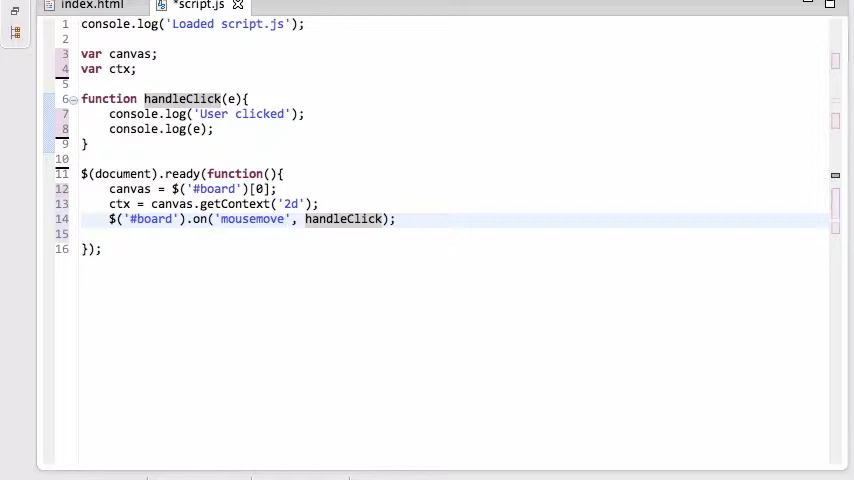 index.html
*script.js
1 console.log('Loaded script.js');
2
3 var canvas;
4 var ctx;
5
6 function handleClick(e){
7 console.log('User clicked');
8 console.log(e);
9 }
10
11 $(document).ready(function(){
12 canvas = $('#board')[0];
13 ctx = canvas.getContext('2d');
14 $('#board').on('mousemove', handleClick);
15
16 });